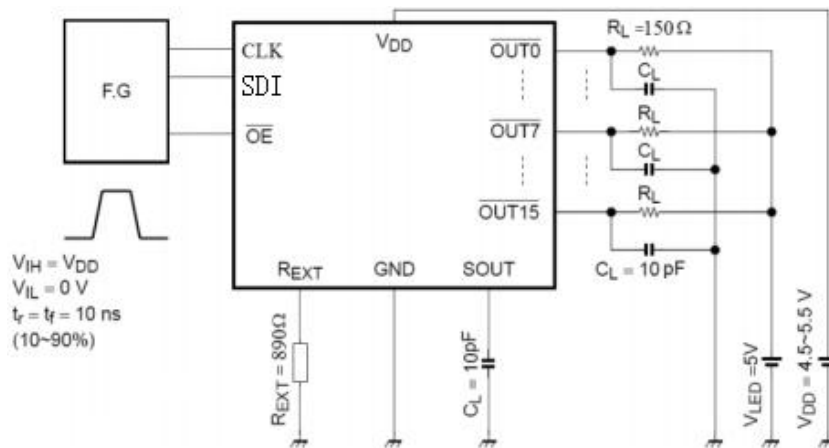 F.G
CLK
SDI
OE
VDD
OUT0
OUT7
OUT15
REXT
GND
SOUT
RL =150Ω
CL
RL
CL
RL
CL = 10 pF
VIH = VDD
VIL = 0 V
tr = tf = 10 ns
(10~90%)
REXT = 890Ω
CL = 10pF
VLED =5V
VDD = 4.5~5.5 V